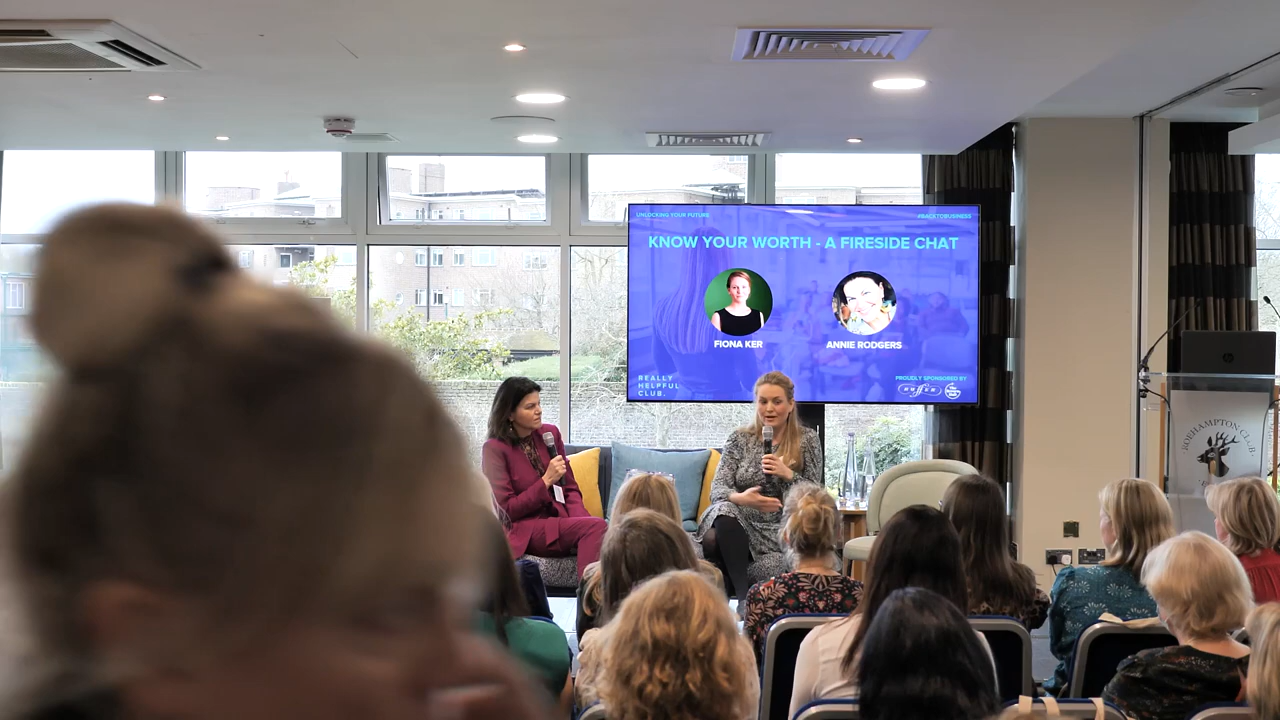 UNLOCKING YOUR FUTURE
#BACKTOBUSINESS
KNOW YOUR WORTH - A FIRESIDE CHAT
FIONA KER
ANNIE RODGERS
REALLY
HELPFUL
CLUB.
PROUDLY SPONSORED BY
ROEHAMPTON CLUB
hp